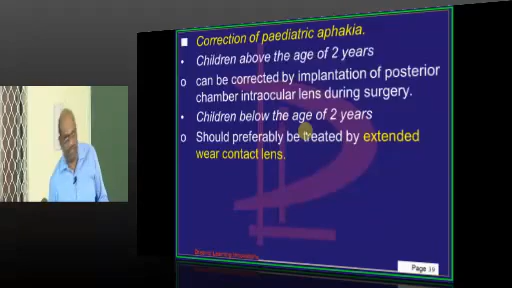 Correction of paediatric aphakia.
Children above the age of 2 years
o can be corrected by implantation of posterior
chamber intraocular lens during surgery.
Children below the age of 2 years
o Should preferably be treated by extended
wear contact lens.
Page 39